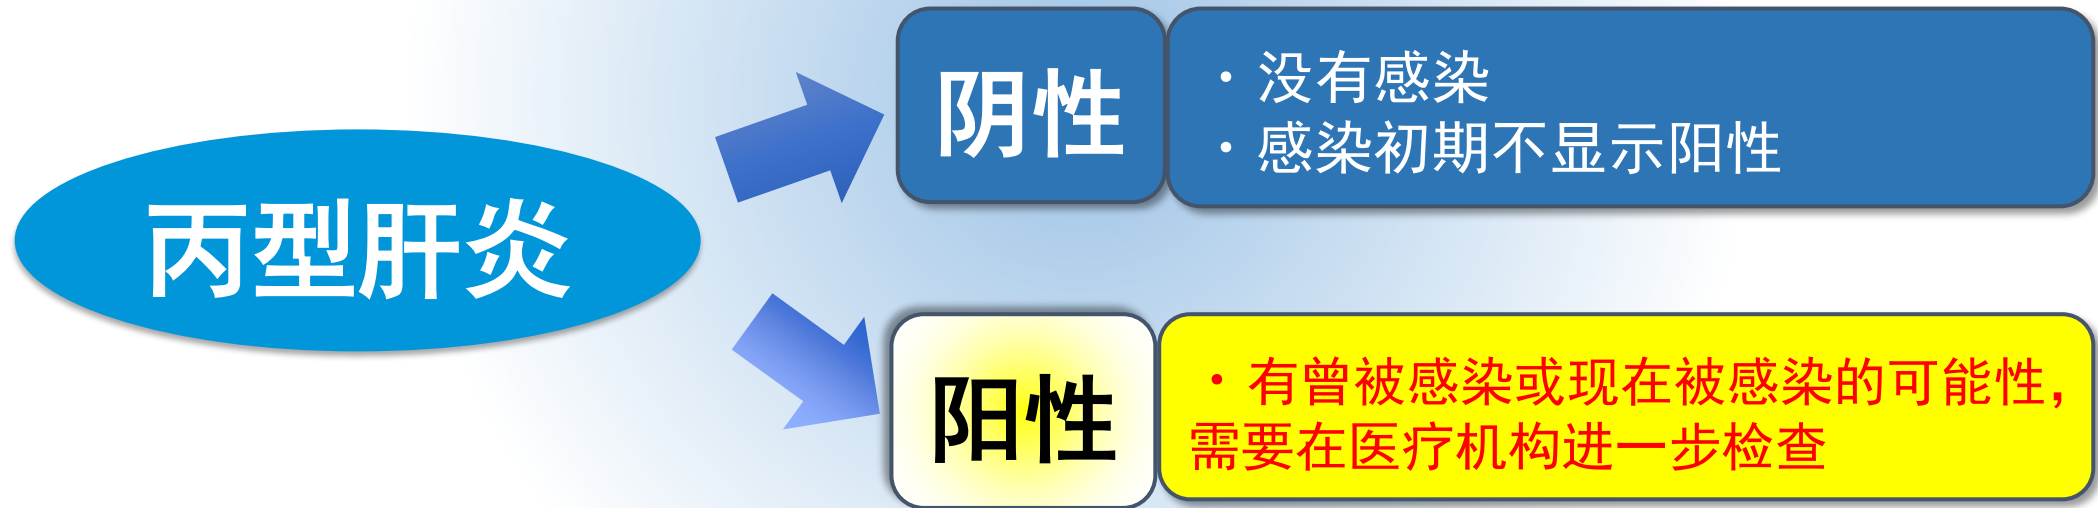 丙型肝炎
阴性
・没有感染
・感染初期不显示阳性
阳性
・有曾被感染或现在被感染的可能性，
需要在医疗机构进一步检查